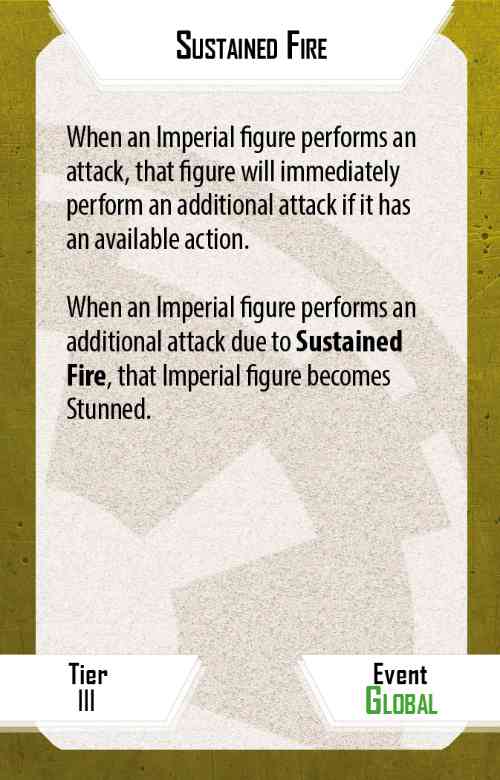 Sustained Fire
When an Imperial figure performs an
attack, that figure will immediately
perform an additional attack if it has
an available action.
When an Imperial figure performs an
additional attack due to Sustained
Fire, that Imperial figure becomes
Stunned.
Tier
III
Event
Global